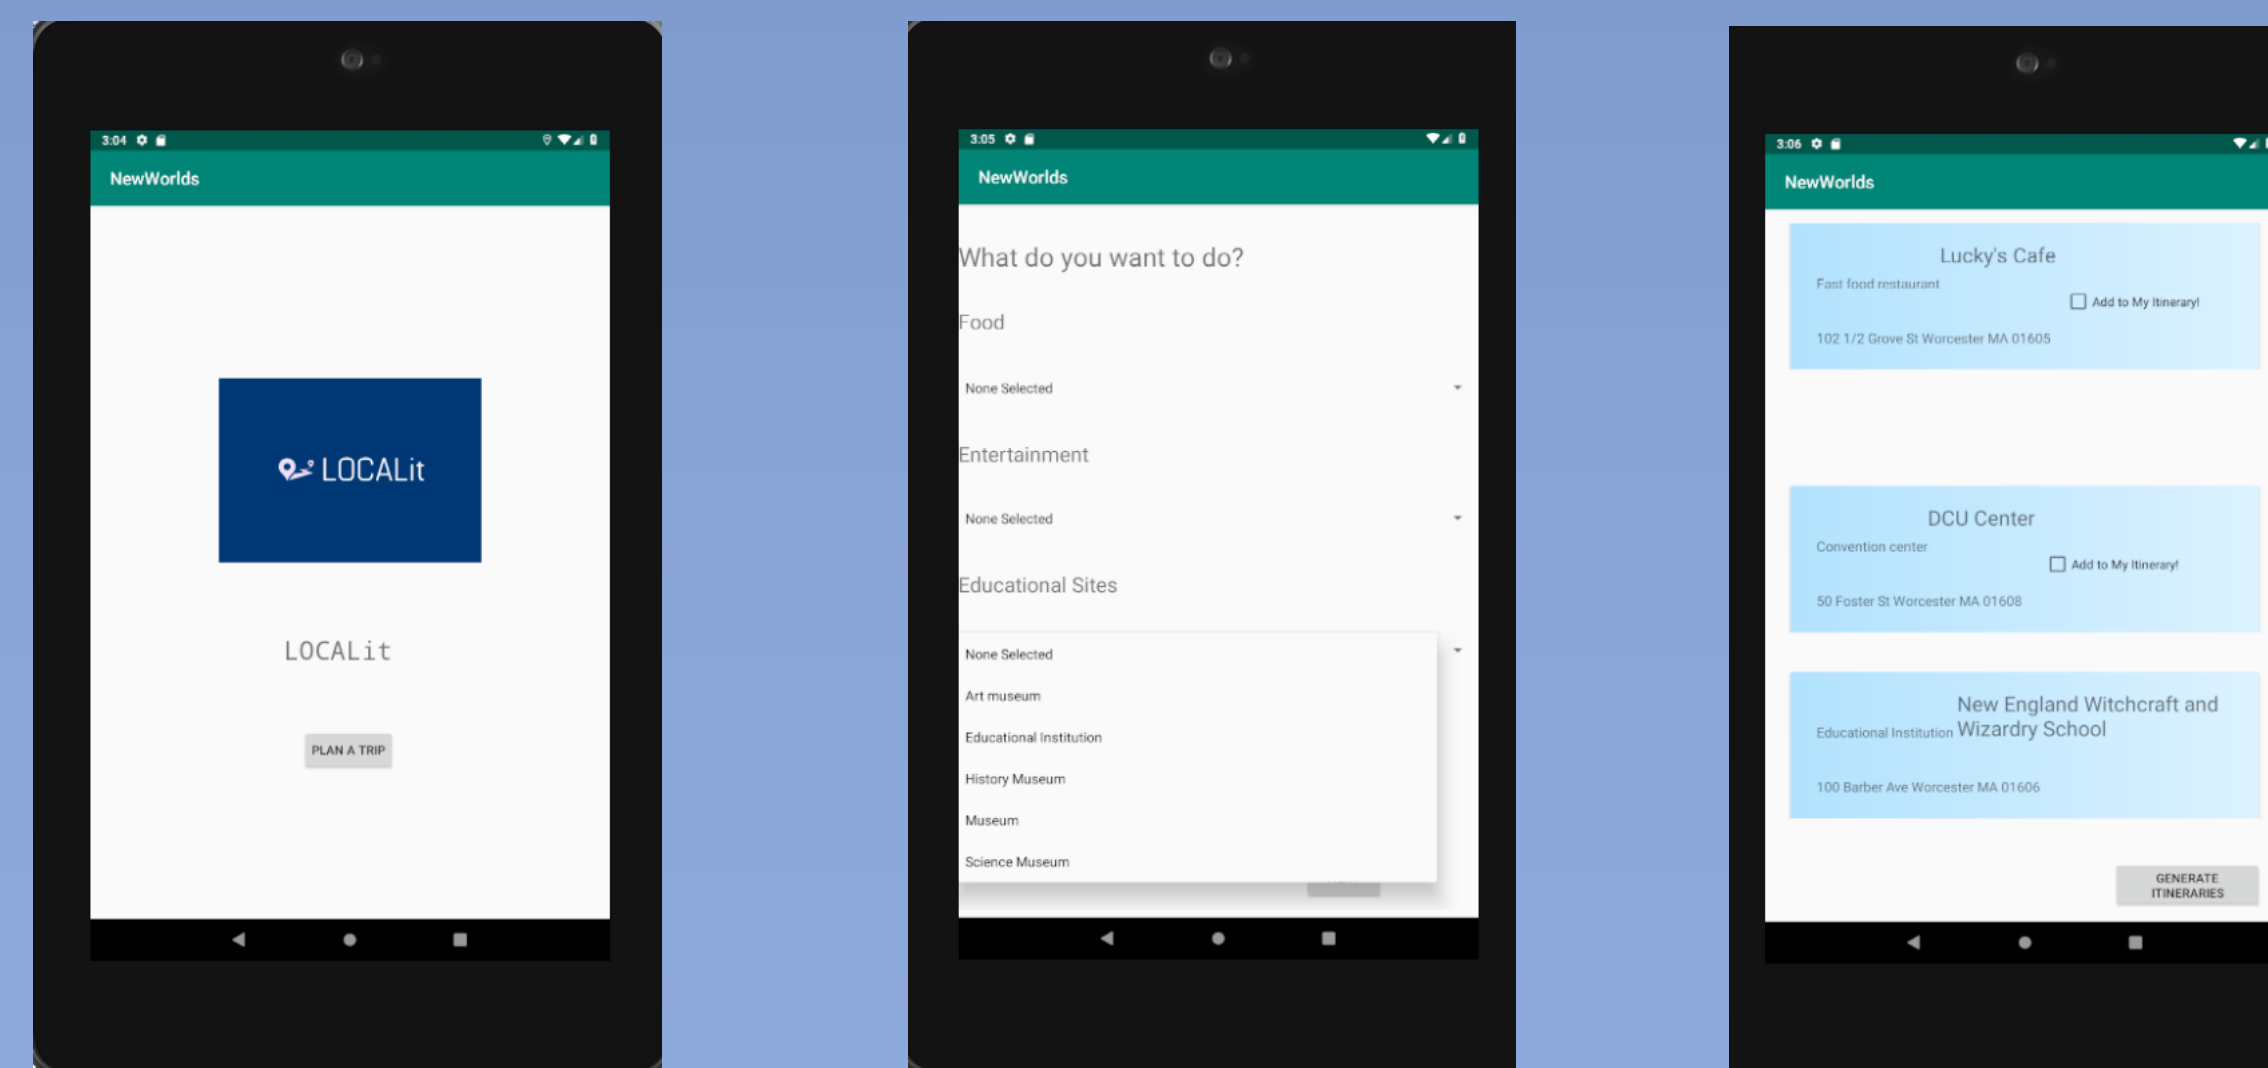 3:04
NewWorlds
LOCALit
LOCALit
PLAN A TRIP
3:05
NewWorlds
What do you want to do?
Food
None Selected
Entertainment
None Selected
Educational Sites
None Selected
Art museum
Educational Institution
History Museum
Museum
Science Museum
3:06
NewWorlds
Lucky's Cafe
Fast food restaurant
Add to My Itinerary!
102 1/2 Grove St Worcester MA 01605
DCU Center
Convention center
Add to My Itinerary!
50 Foster St Worcester MA 01608
New England Witchcraft and
Educational Institution Wizardry School
100 Barber Ave Worcester MA 01606
GENERATE
ITINERARIES